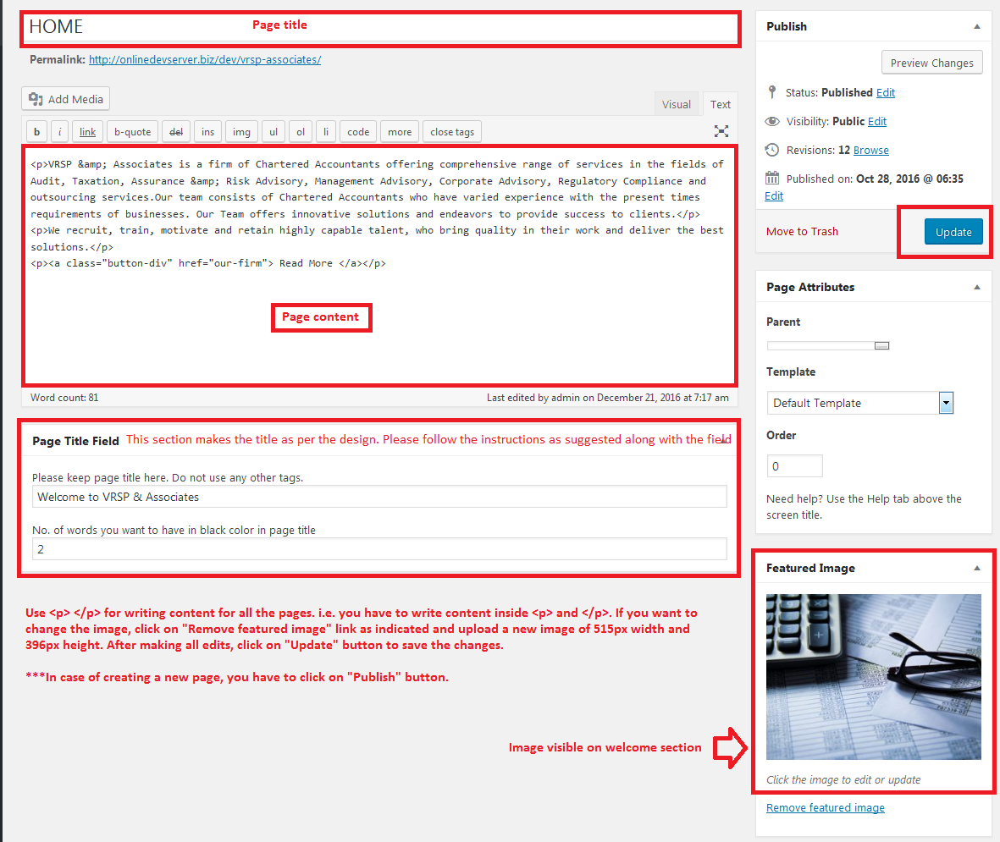 HOME
Page title
Permalink: http://onlinedevserver.biz/dev/vrsp-associates/
Add Media
Visual Text
b i link b-quote del ins img ul ol li code more close tags
<p>VRSP &amp; Associates is a firm of Chartered Accountants offering comprehensive range of services in the fields of
Audit, Taxation, Assurance &amp; Risk Advisory, Management Advisory, Corporate Advisory, Regulatory Compliance and
outsourcing services.Our team consists of Chartered Accountants who have varied experience with the present times
requirements of businesses. Our Team offers innovative solutions and endeavors to provide success to clients.</p>
<p>We recruit, train, motivate and retain highly capable talent, who bring quality in their work and deliver the best
solutions.</p>
<p><a class="button-div" href="our-firm"> Read More </a></p>
Page content
Word count: 81
Last edited by admin on December 21, 2016 at 7:17 am
Page Title Field This section makes the title as per the design. Please follow the instructions as suggested along with the field
Please keep page title here. Do not use any other tags.
Welcome to VRSP & Associates
No. of words you want to have in black color in page title
2
Use <p> </p> for writing content for all the pages. i.e. you have to write content inside <p> and </p>. If you want to
change the image, click on "Remove featured image" link as indicated and upload a new image of 515px width and
396px height. After making all edits, click on "Update" button to save the changes.
***In case of creating a new page, you have to click on "Publish" button.
Image visible on welcome section
Publish
Preview Changes
Status: Published Edit
Visibility: Public Edit
Revisions: 12 Browse
Published on: Oct 28, 2016 @ 06:35
Edit
Move to Trash
Update
Page Attributes
Parent
Template
Default Template
Order
0
Need help? Use the Help tab above the
screen title.
Featured Image
Click the image to edit or update
Remove featured image